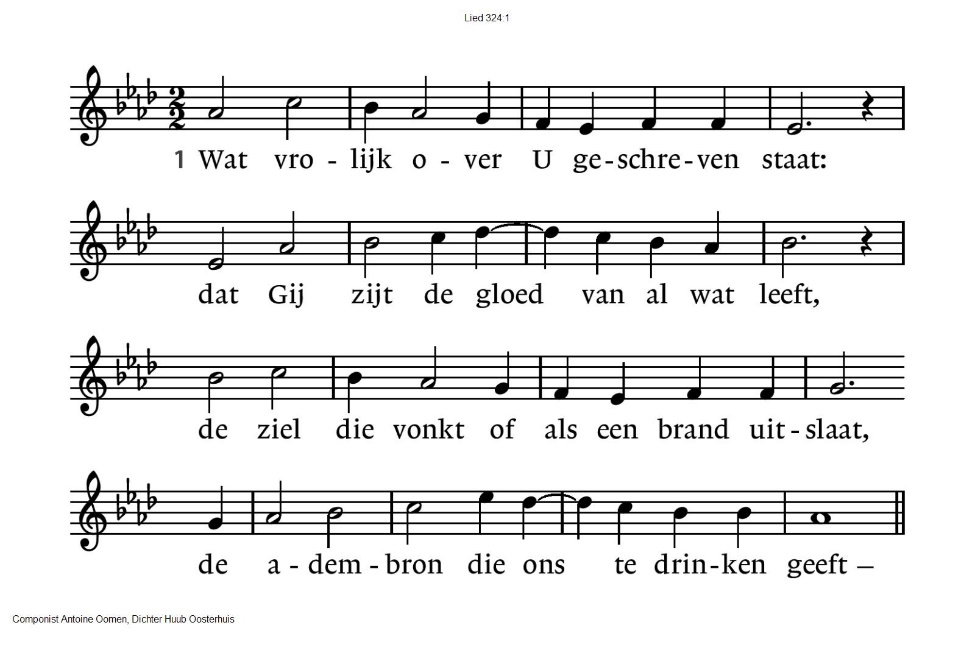 Lied 324:1
1 Wat vro - lijk o - ver U ge-schre-ven staat:
dat Gij zijt de gloed van al wat leeft,
de ziel die vonkt of als een brand uit-slaat,
de a - dem - bron die ons te drin-ken geeft –
Componist Antoine Oomen, Dichter Huub Oosterhuis